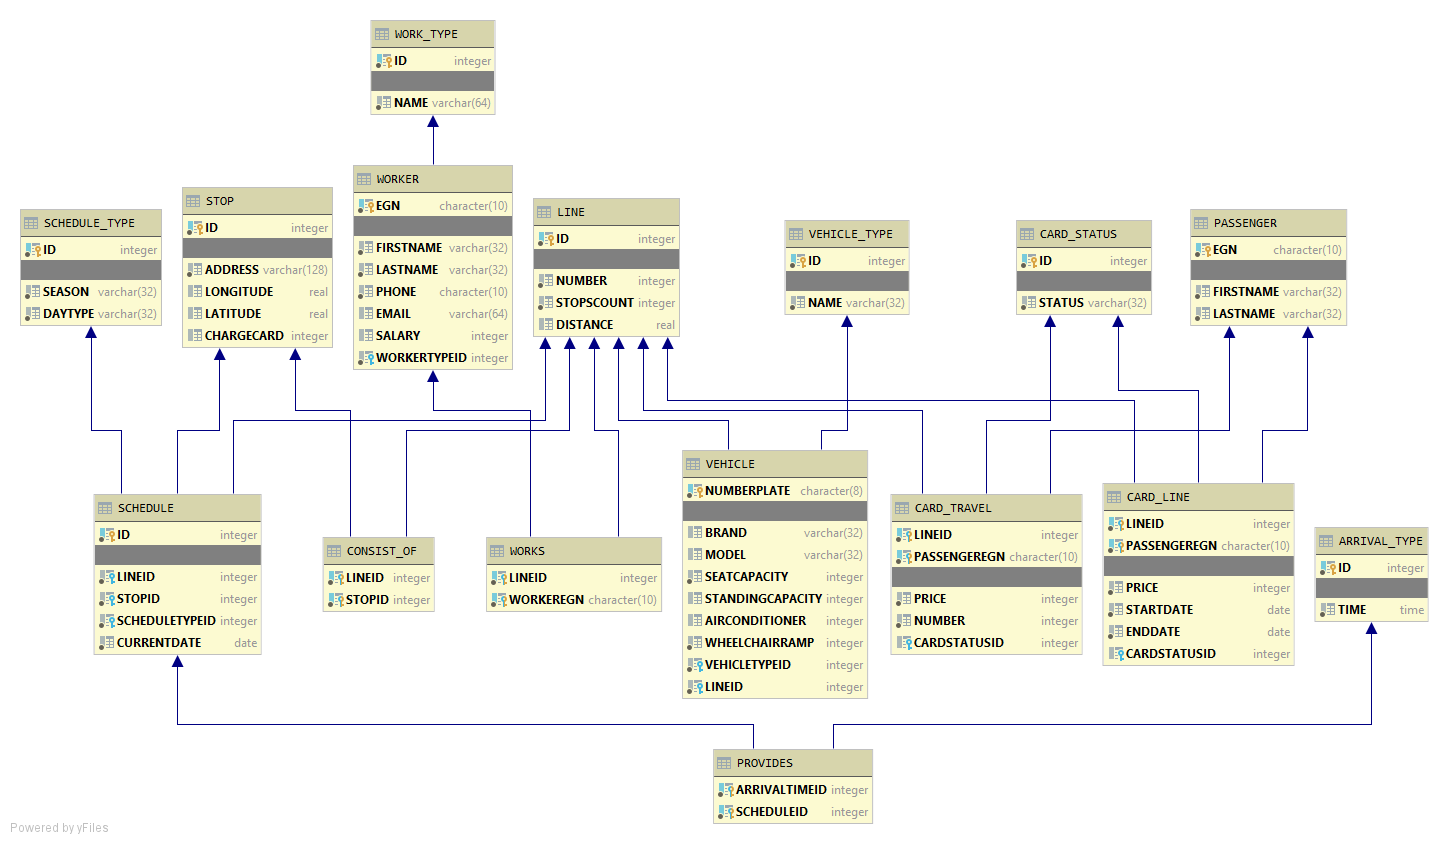 WORK_TYPE
ID integer
NAME varchar(64)
WORKER
EGN character(10)
FIRSTNAME varchar(32)
LASTNAME varchar(32)
PHONE character(10)
EMAIL varchar(64)
SALARY integer
WORKERTYPEID integer
STOP
ID integer
ADDRESS varchar(128)
LONGITUDE real
LATITUDE real
CHARGECARD integer
LINE
ID integer
NUMBER integer
STOPSCOUNT integer
DISTANCE real
SCHEDULE_TYPE
ID integer
SEASON varchar(32)
DAYTYPE varchar(32)
VEHICLE_TYPE
ID integer
NAME varchar(32)
CARD_STATUS
ID integer
STATUS varchar(32)
PASSENGER
EGN character(10)
FIRSTNAME varchar(32)
LASTNAME varchar(32)
SCHEDULE
ID integer
LINEID integer
STOPID integer
SCHEDULETYPEID integer
CURRENTDATE date
CONSIST_OF
LINEID integer
STOPID integer
WORKS
LINEID integer
WORKEREGN character(10)
VEHICLE
NUMBERPLATE character(8)
BRAND varchar(32)
MODEL varchar(32)
SEATCAPACITY integer
STANDINGCAPACITY integer
AIRCONDITIONER integer
WHEELCHAIRRAMP integer
VEHICLETYPEID integer
LINEID integer
CARD_TRAVEL
LINEID integer
PASSENGEREGN character(10)
PRICE integer
NUMBER integer
CARDSTATUSID integer
CARD_LINE
LINEID integer
PASSENGEREGN character(10)
PRICE integer
STARTDATE date
ENDDATE date
CARDSTATUSID integer
ARRIVAL_TYPE
ID integer
TIME time
PROVIDES
ARRIVALTIMEID integer
SCHEDULEID integer
Powered by yFiles